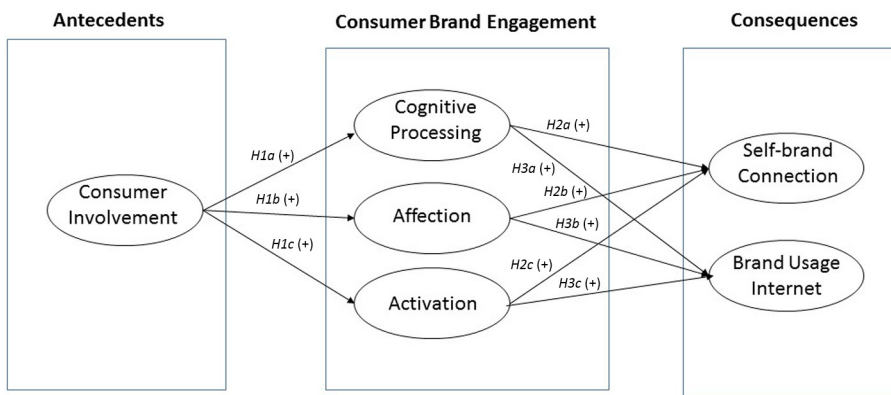 Antecedents
Consumer Brand Engagement
Consequences
Consumer
Involvement
H1a (+)
H1b (+)
H1c (+)
Cognitive
Processing
Affection
Activation
H2a (+)
H3a (+)
H2b (+)
H3b (+)
H2c (+)
H3c (+)
Self-brand
Connection
Brand Usage
Internet